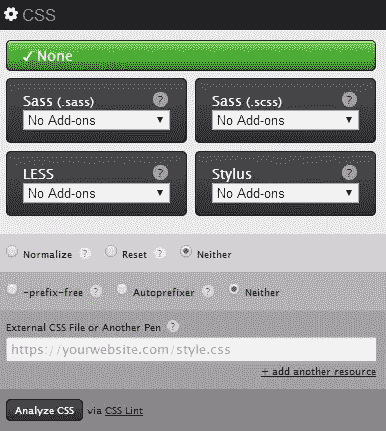 CSS
✓None
Sass (.sass) ?
No Add-ons
Sass (.scss) ?
No Add-ons
LESS ?
No Add-ons
Stylus ?
No Add-ons
Normalize ? Reset ? Neither
-prefix-free ? Autoprefixer ? Neither
External CSS File or Another Pen ?
https://yourwebsite.com/style.css
+ add another resource
Analyze CSS via CSS Lint